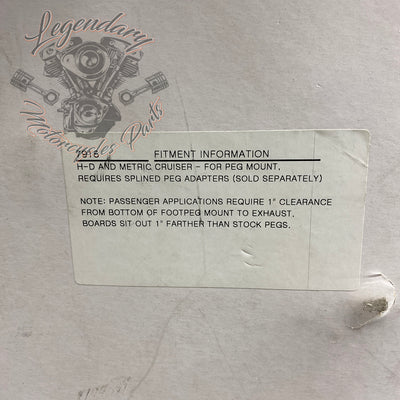 Legendary
Motorcycles Parts
7915 FITMENT INFORMATION
H-D AND METRIC CRUISER - FOR PEG MOUNT.
REQUIRES SPLINED PEG ADAPTERS (SOLD SEPARATELY)
NOTE: PASSENGER APPLICATIONS REQUIRE 1" CLEARANCE
FROM BOTTOM OF FOOTPEG MOUNT TO EXHAUST.
BOARDS SIT OUT 1" FARTHER THAN STOCK PEGS.